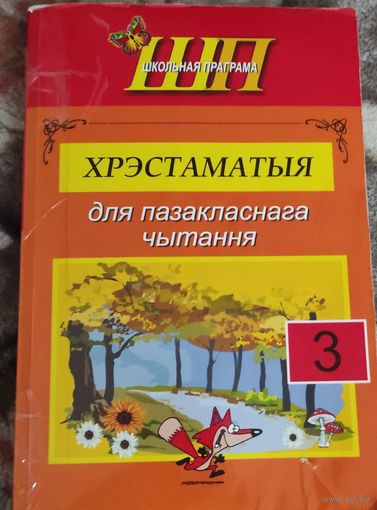 ШП
ШКОЛЬНАЯ ПРАГРАМА
ХРЭСТАМАТЫЯ
для пазакласнага
чытання
3